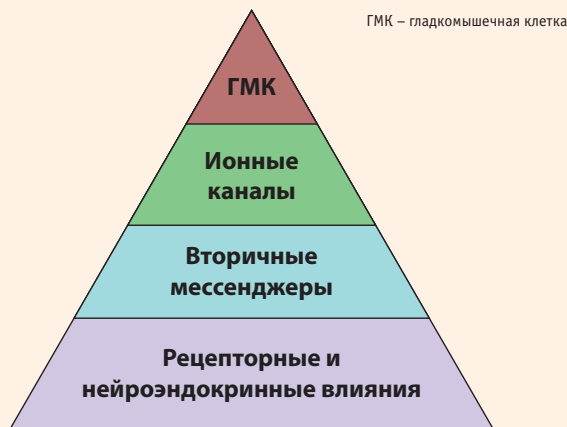 ГМК – гладкомышечная клетка
ГМК
Ионные
каналы
Вторичные
мессенджеры
Рецепторные и
нейроэндокринные влияния